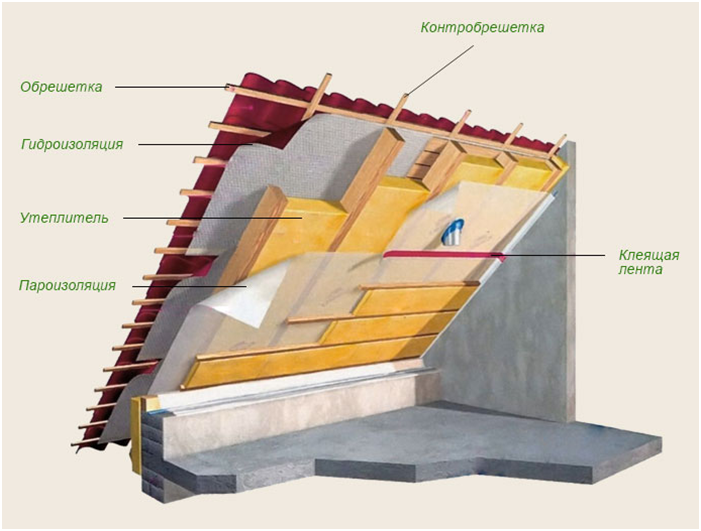 Контробрешетка
Обрешетка
Гидроизоляция
Утеплитель
Клеящая
лента
Пароизоляция